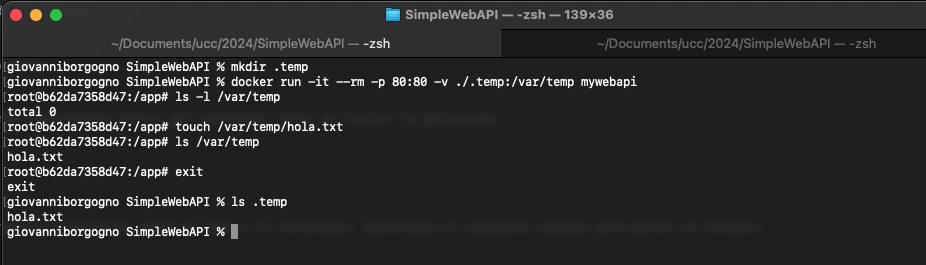 SimpleWebAPI — -zsh — 139×36
~/Documents/ucc/2024/SimpleWebAPI — -zsh
~/Documents/ucc/2024/SimpleWebAPI — -zsh
[giovanniborgogno SimpleWebAPI % mkdir .temp
[giovanniborgogno SimpleWebAPI % docker run -it --rm -p 80:80 -v ./.temp:/var/temp mywebapi
[root@b62da7358d47:/app# ls -l /var/temp
total 0
[root@b62da7358d47:/app# touch /var/temp/hola.txt
[root@b62da7358d47:/app# ls /var/temp
hola.txt
[root@b62da7358d47:/app# exit
exit
[giovanniborgogno SimpleWebAPI % ls .temp
hola.txt
giovanniborgogno SimpleWebAPI %